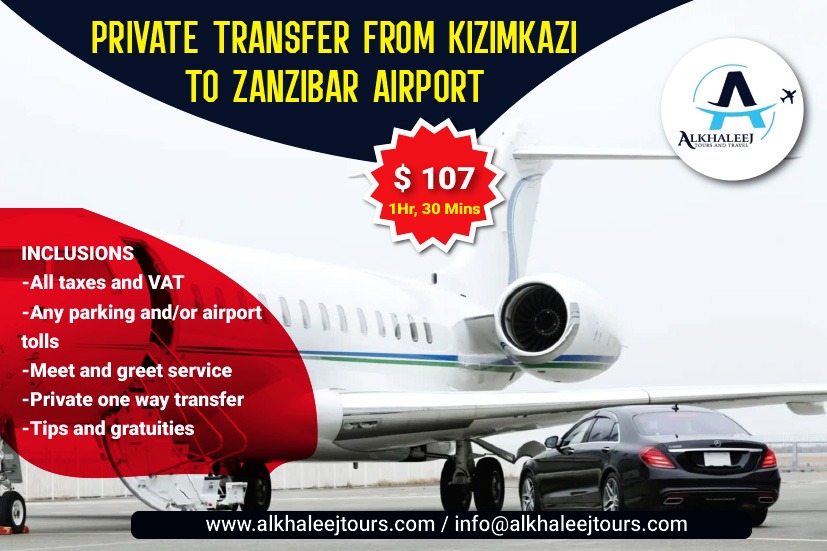 PRIVATE TRANSFER FROM KIZIMKAZI
TO ZANZIBAR AIRPORT
ALKHALEEJ
TOURS AND TRAVEL
$ 107
1Hr, 30 Mins
INCLUSIONS
-All taxes and VAT
-Any parking and/or airport
tolls
-Meet and greet service
-Private one way transfer
-Tips and gratuities
www.alkhaleejtours.com / info@alkhaleejtours.com